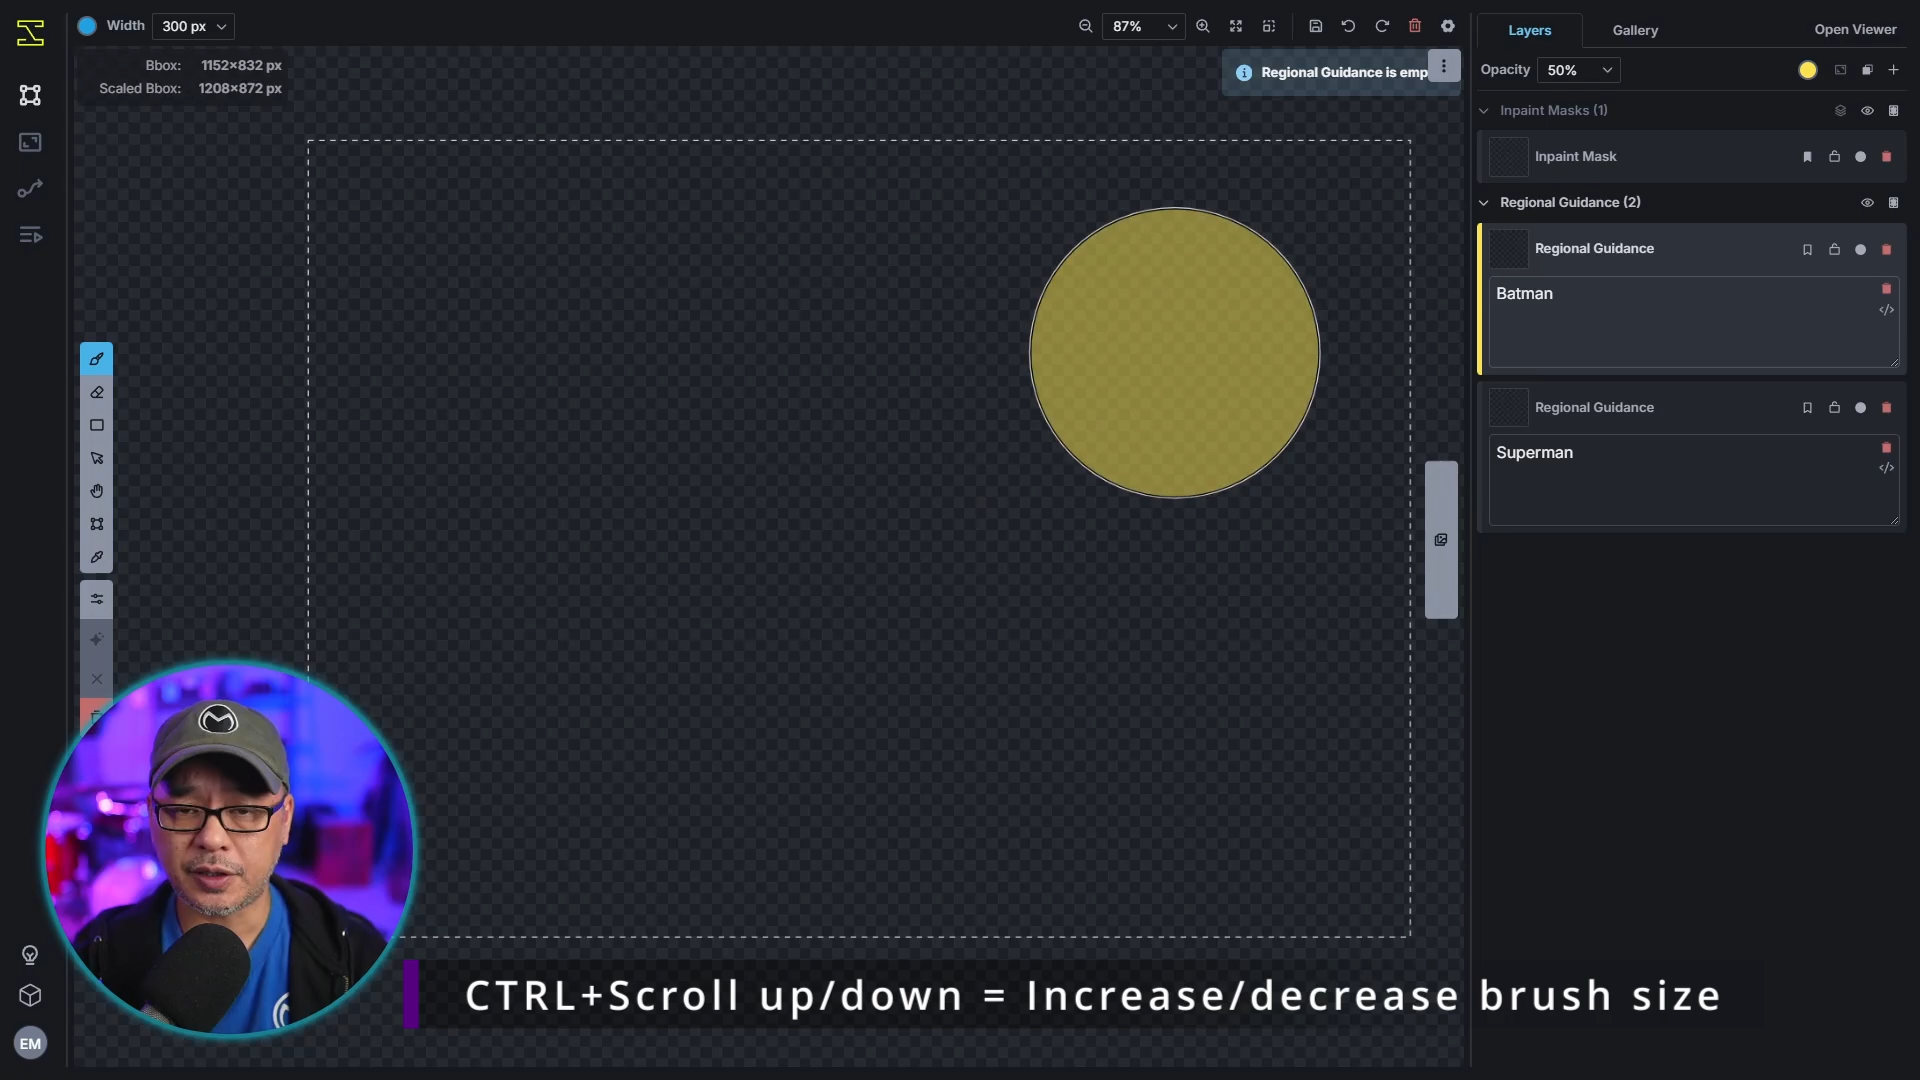 Width 300 px
87%
Layers
Gallery
Open Viewer
Bbox: 1152×832 px
Scaled Bbox: 1208×872 px
Regional Guidance is emp
Opacity 50%
Inpaint Masks (1)
Inpaint Mask
Regional Guidance (2)
Regional Guidance
Batman
Regional Guidance
Superman
CTRL+Scroll up/down = Increase/decrease brush size
EM